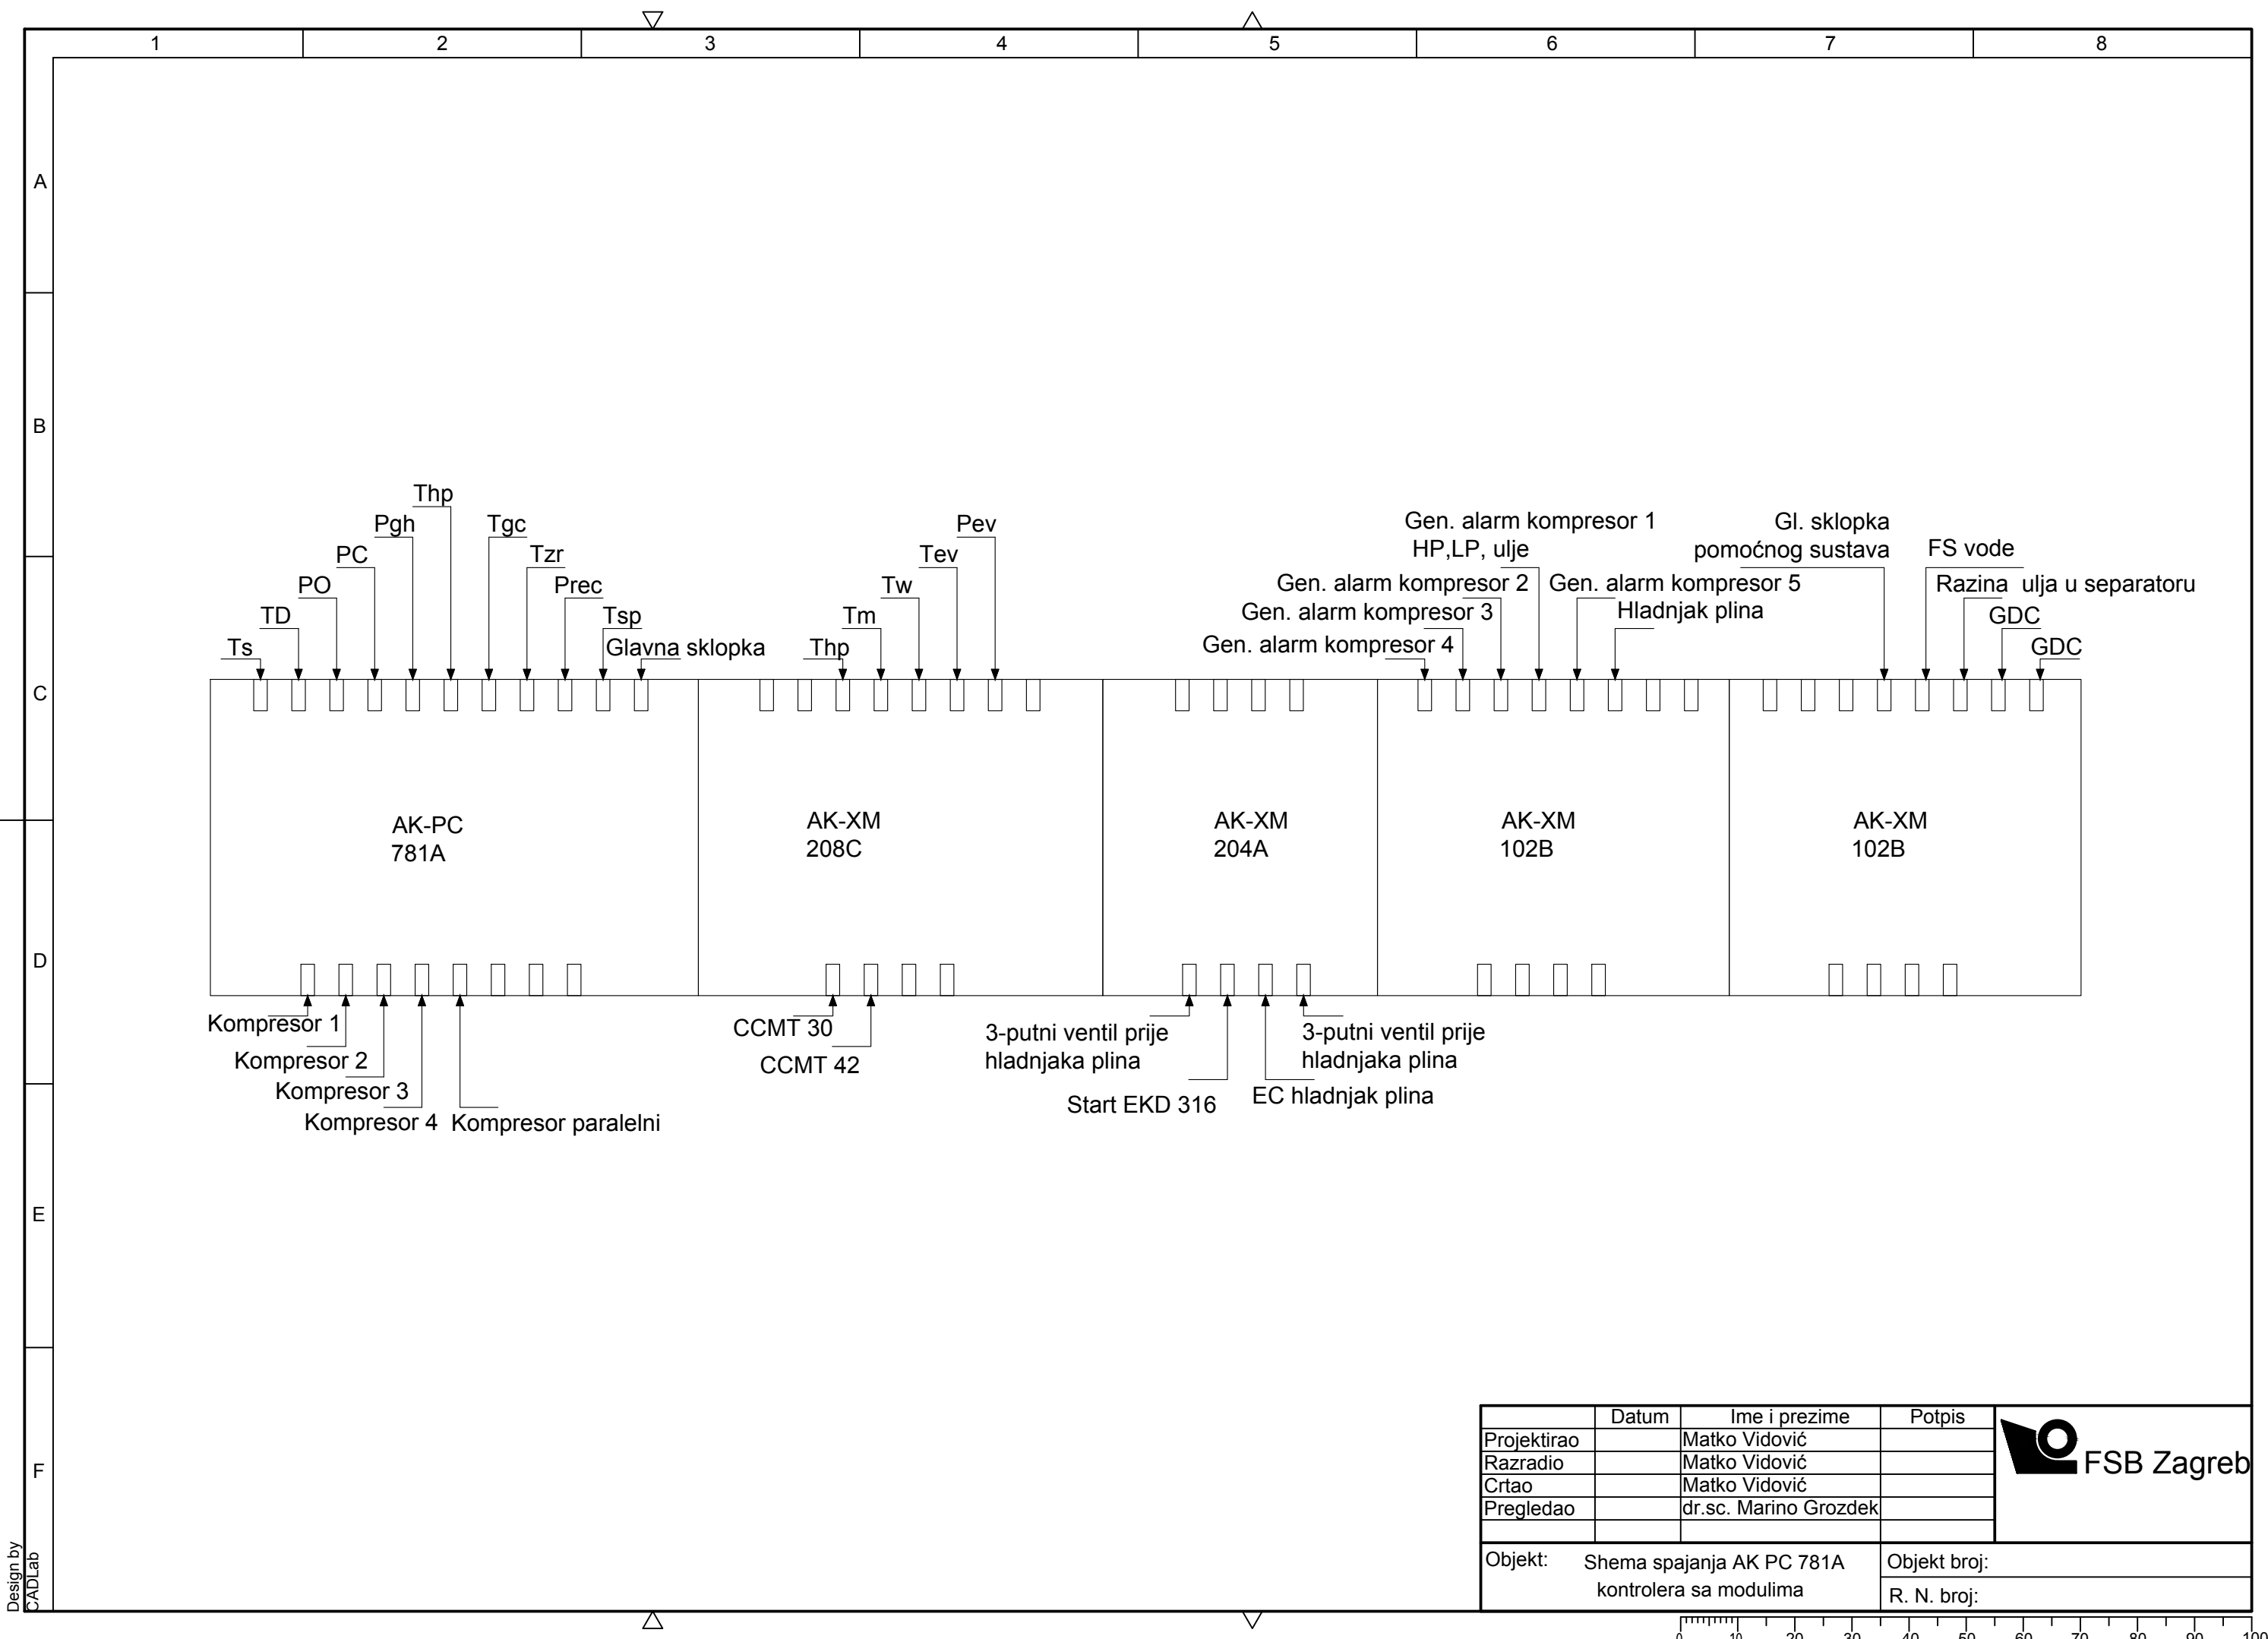 1 2 3 4 5 6 7 8
A
B
C
D
E
F
Thp
Pgh Tgc
PC Tzr
PO Prec
TD Tsp
Ts Glavna sklopka
Pev
Tev
Tw
Tm
Thp
Gen. alarm kompresor 1
HP,LP, ulje
Gen. alarm kompresor 2
Gen. alarm kompresor 3
Gen. alarm kompresor 4
Gen. alarm kompresor 5
Hladnjak plina
Gl. sklopka
pomoćnog sustava
FS vode
Razina ulja u separatoru
GDC
GDC
AK-PC
781A
AK-XM
208C
AK-XM
204A
AK-XM
102B
AK-XM
102B
Kompresor 1
Kompresor 2
Kompresor 3
Kompresor 4
Kompresor paralelni
CCMT 30
CCMT 42
3-putni ventil prije
hladnjaka plina
Start EKD 316
EC hladnjak plina
3-putni ventil prije
hladnjaka plina
Datum Ime i prezime Potpis
Projektirao Matko Vidović
Razradio Matko Vidović
Crtao Matko Vidović
Pregledao dr.sc. Marino Grozdek
FSB Zagreb
Objekt: Shema spajanja AK PC 781A
kontrolera sa modulima
Objekt broj:
R. N. broj:
Design by
CADLab
0 10 20 30 40 50 60 70 80 90 100